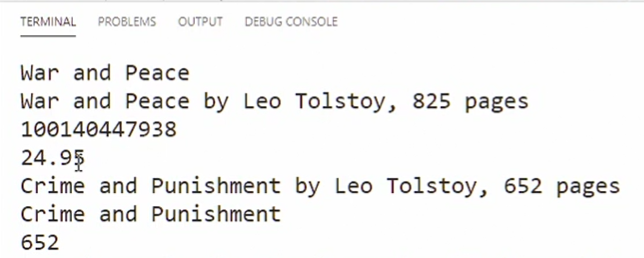 TERMINAL PROBLEMS OUTPUT DEBUG CONSOLE
War and Peace
War and Peace by Leo Tolstoy, 825 pages
100140447938
24.95
Crime and Punishment by Leo Tolstoy, 652 pages
Crime and Punishment
652